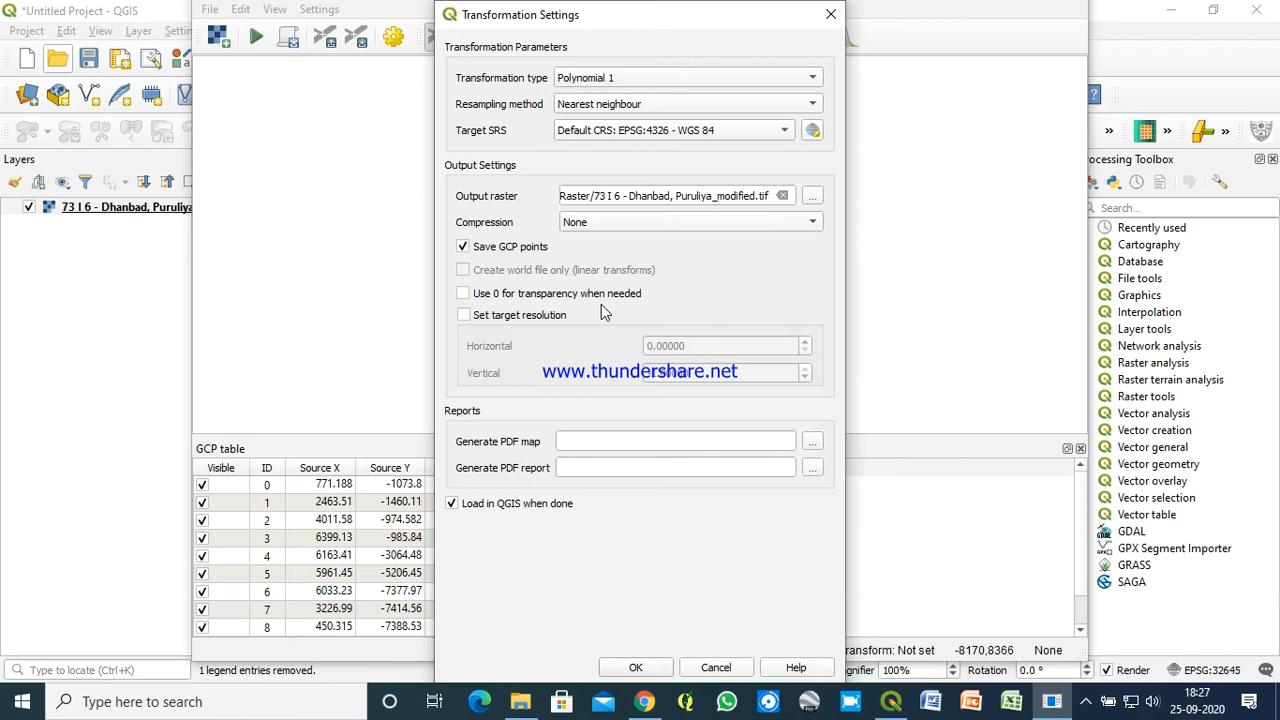 *Untitled Project - QGIS
Project Edit View Layer
File Edit View Settings
Transformation Settings
Transformation Parameters
Transformation type Polynomial 1
Resampling method Nearest neighbour
Target SRS Default CRS: EPSG:4326 - WGS 84
Output Settings
Output raster Raster/73 I 6 - Dhanbad, Puruliya_modified.tif ...
Compression None
Save GCP points
Create world file only (linear transforms)
Use 0 for transparency when needed
Set target resolution
Horizontal 0.00000
Vertical
www.thundershare.net
Reports
Generate PDF map ...
Generate PDF report ...
Load in QGIS when done
OK Cancel Help
Layers
73 I 6 - Dhanbad, Puruliya
GCP table
Visible ID Source X Source Y
0 771.188 -1073.8
1 2463.51 -1460.11
2 4011.58 -974.582
3 6399.13 -985.84
4 6163.41 -3064.48
5 5961.45 -5206.45
6 6033.23 -7377.97
7 3226.99 -7414.56
8 450.315 -7388.53
ransform: Not set -8170,8366 None
rocessing Toolbox
Search...
Recently used
Cartography
Database
File tools
Graphics
Interpolation
Layer tools
Network analysis
Raster analysis
Raster terrain analysis
Raster tools
Vector analysis
Vector creation
Vector general
Vector geometry
Vector overlay
Vector selection
Vector table
GDAL
GPX Segment Importer
GRASS
SAGA
Type to locate (Ctrl+K) 1 legend entries removed. agnifier 100% Rotation 0.0 ° Render EPSG:32645
Type here to search
18:27
25-09-2020